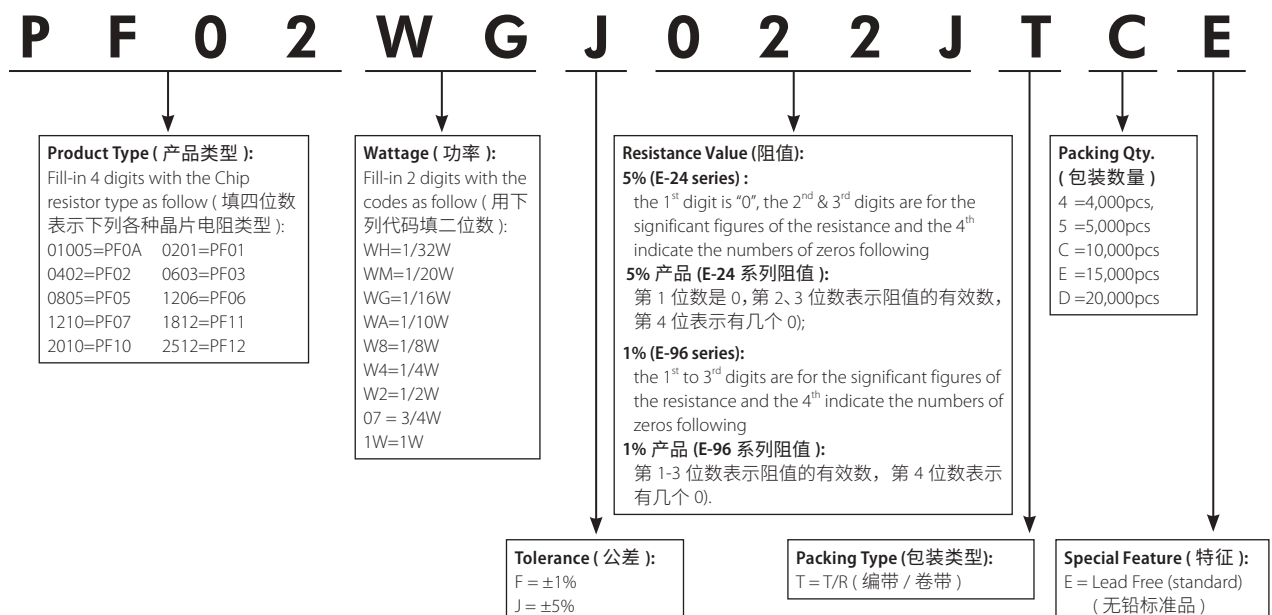 P F 0 2 W G J 0 2 2 J T C E
Product Type ( 产品类型 ):
Fill-in 4 digits with the Chip
resistor type as follow ( 填四位数
表示下列各种晶片电阻类型 ):
01005=PF0A 0201=PF01
0402=PF02 0603=PF03
0805=PF05 1206=PF06
1210=PF07 1812=PF11
2010=PF10 2512=PF12
Wattage ( 功率 ):
Fill-in 2 digits with the
codes as follow ( 用下
列代码填二位数 ):
WH=1/32W
WM=1/20W
WG=1/16W
WA=1/10W
W8=1/8W
W4=1/4W
W2=1/2W
07 = 3/4W
1W=1W
Resistance Value (阻值):
5% (E-24 series) :
the 1st digit is "0", the 2nd & 3rd digits are for the
significant figures of the resistance and the 4th
indicate the numbers of zeros following
5% 产品 (E-24 系列阻值 ):
第 1 位数是 0, 第 2、3 位数表示阻值的有效数,
第 4 位表示有几个 0);
1% (E-96 series):
the 1st to 3rd digits are for the significant figures of
the resistance and the 4th indicate the numbers of
zeros following
1% 产品 (E-96 系列阻值 ):
第 1-3 位数表示阻值的有效数，第 4 位数表示
有几个 0).
Packing Qty.
( 包装数量 )
4 =4,000pcs,
5 =5,000pcs
C =10,000pcs
E =15,000pcs
D =20,000pcs
Tolerance ( 公差 ):
F = ±1%
J = ±5%
Packing Type (包装类型):
T = T/R ( 编带 / 卷带 )
Special Feature ( 特征 ):
E = Lead Free (standard)
( 无铅标准品 )